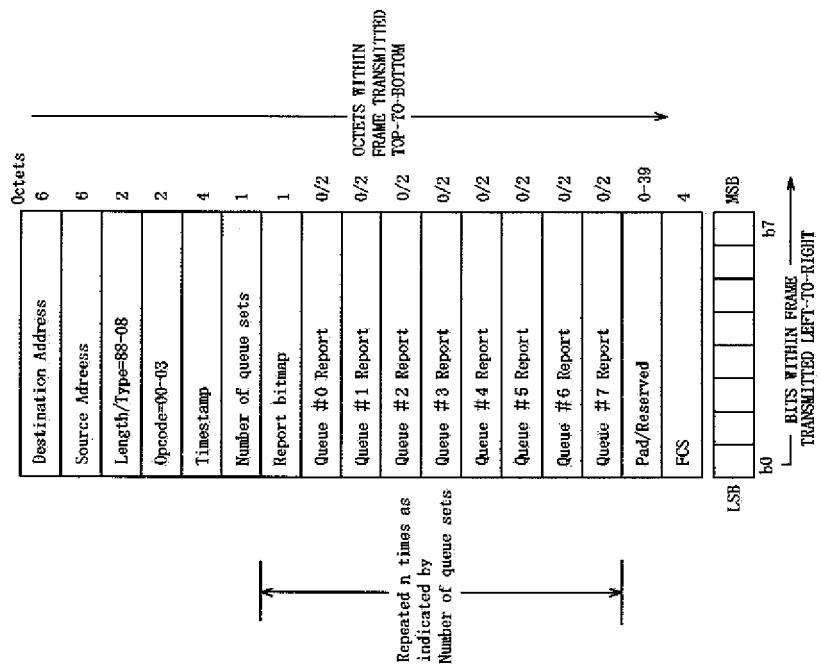 Octets
Destination Address 6
Source Adreess 6
Length/Type=88-08 2
Opcode=00-03 2
Timestamp 4
Number of queue sets 1
Report bitmap 1
Queue #0 Report 0/2
Queue #1 Report 0/2
Queue #2 Report 0/2
Queue #3 Report 0/2
Queue #4 Report 0/2
Queue #5 Report 0/2
Queue #6 Report 0/2
Queue #7 Report 0/2
Pad/Reserved 0-39
FCS 4
Repeated n times as
indicated by
Number of queue sets
OCTETS WITHIN
FRAME TRANSMITTED
TOP-TO-BOTTOM
LSB
MSB
b0
b7
BITS WITHIN FRAME
TRANSMITTED LEFT-TO-RIGHT